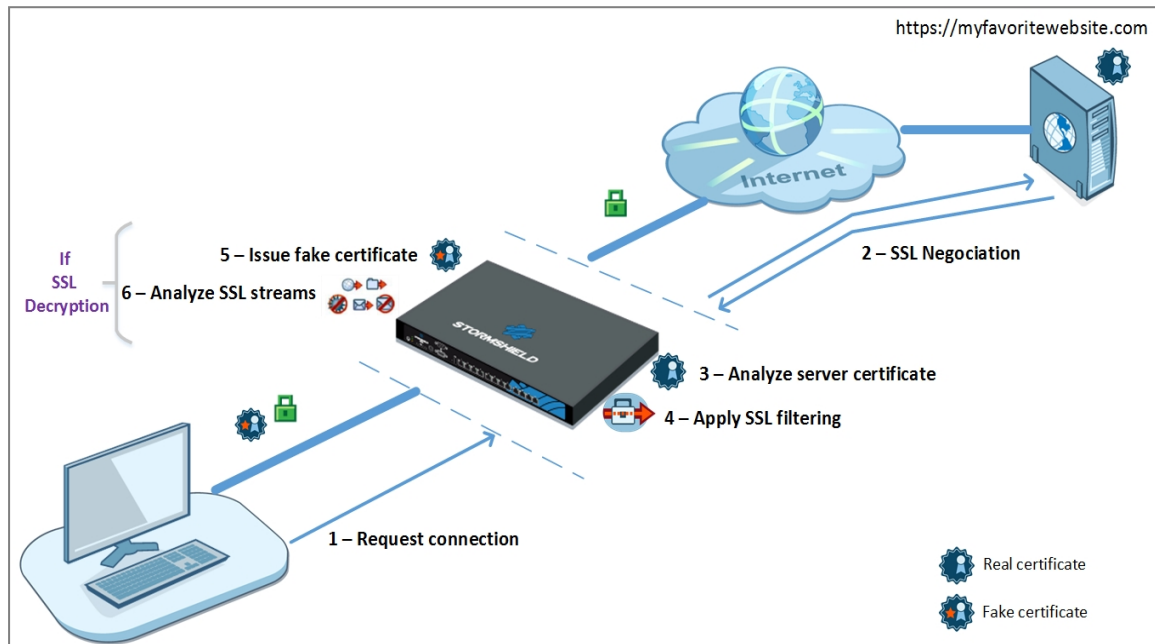 https://myfavoritewebsite.com
Internet
2 – SSL Negociation
5 – Issue fake certificate
If
SSL
Decryption
6 – Analyze SSL streams
STORMSHIELD
3 – Analyze server certificate
4 – Apply SSL filtering
1 – Request connection
Real certificate
Fake certificate